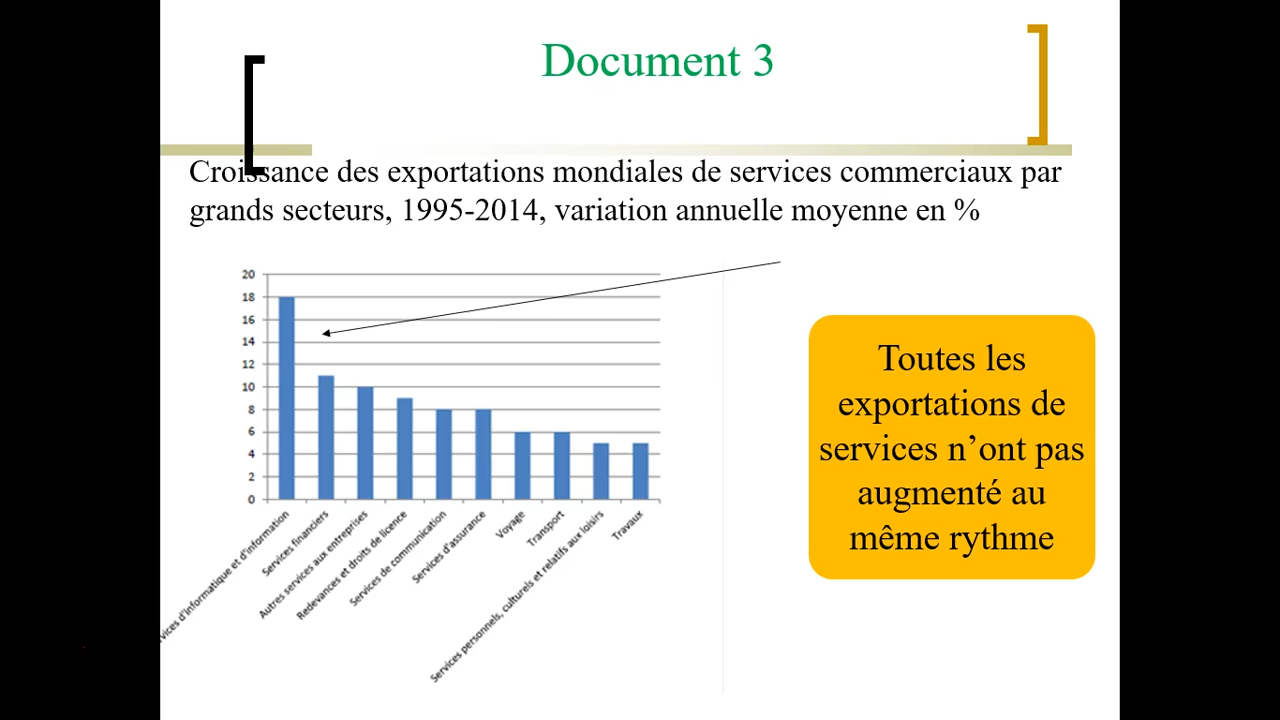 Document 3
Croissance des exportations mondiales de services commerciaux par
grands secteurs, 1995-2014, variation annuelle moyenne en %
20
18
16
14
12
10
8
6
4
2
0
d'informatique et d'information
Services financiers
Autres services aux entreprises
Redevances et droits de licence
Services de communication
Services d'assurance
Voyage
Transport
Services personnels, culturels et relatifs aux loisirs
Travaux
Toutes les
exportations de
services n’ont pas
augmenté au
même rythme